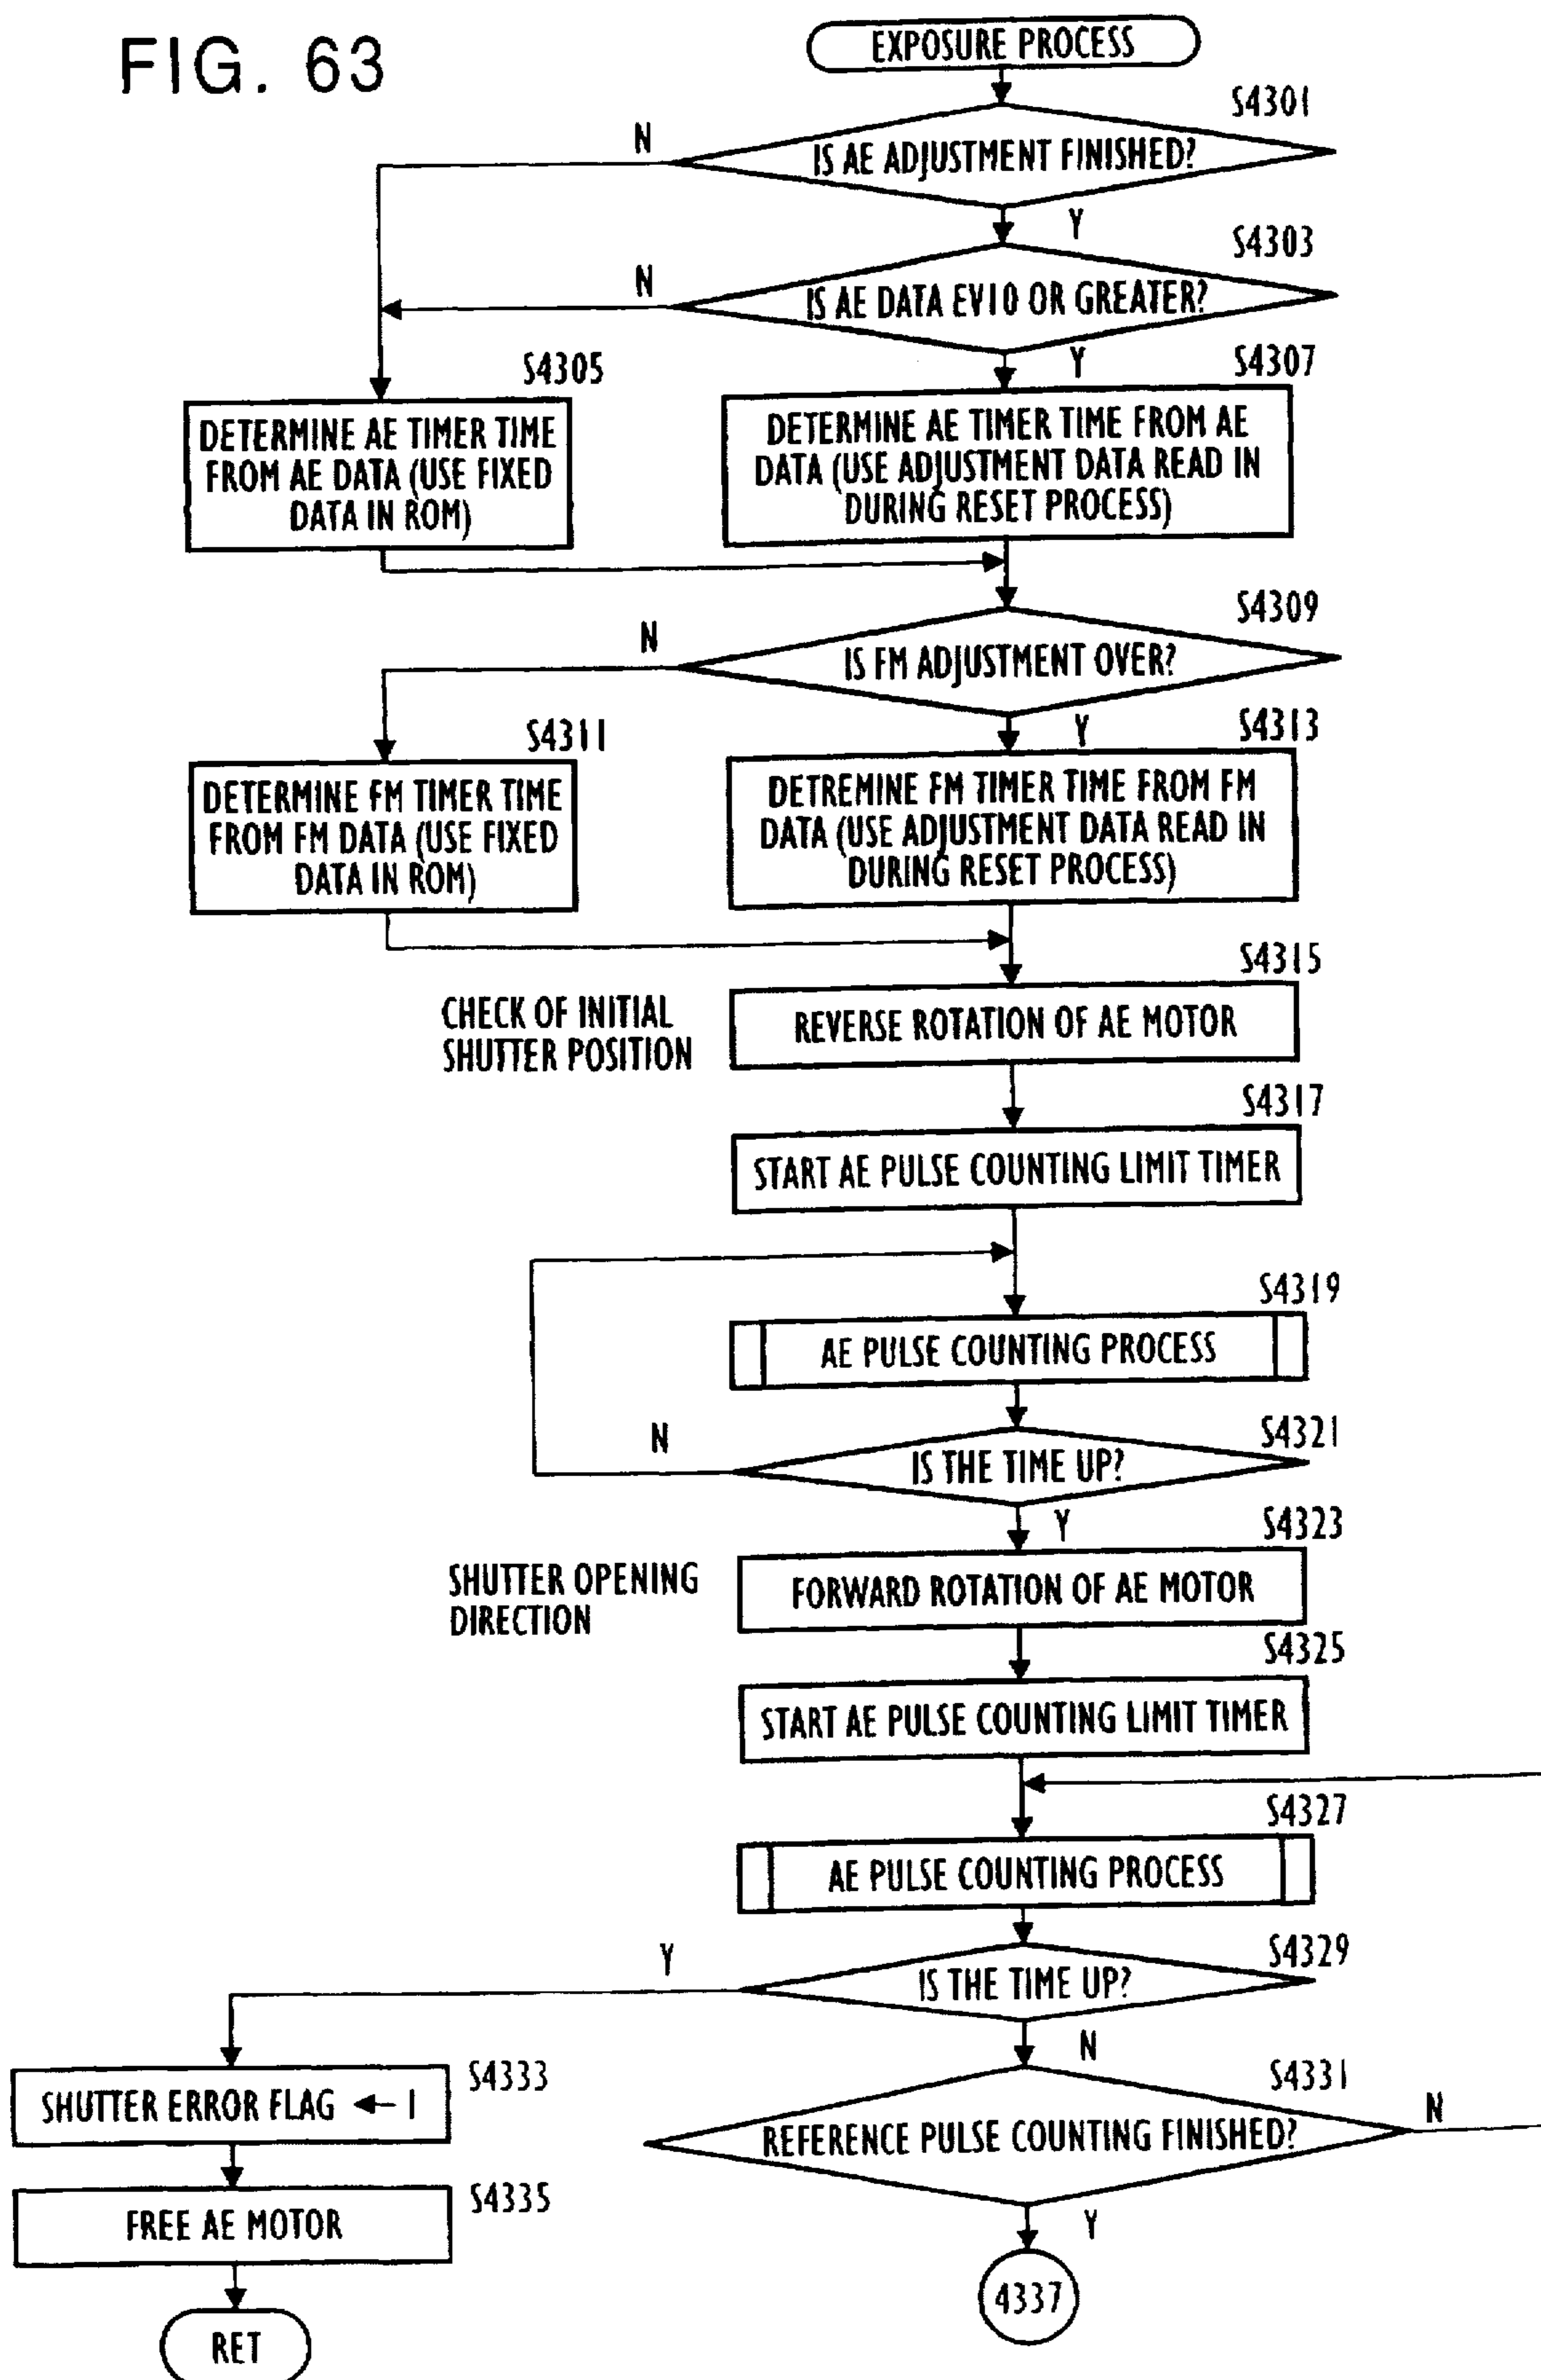 FIG. 63
EXPOSURE PROCESS
S4301
IS AE ADJUSTMENT FINISHED?
N
Y
S4303
IS AE DATA EV10 OR GREATER?
N
Y
S4305
DETERMINE AE TIMER TIME
FROM AE DATA (USE FIXED
DATA IN ROM)
S4307
DETERMINE AE TIMER TIME FROM AE
DATA (USE ADJUSTMENT DATA READ IN
DURING RESET PROCESS)
S4309
IS FM ADJUSTMENT OVER?
N
Y
S4311
DETERMINE FM TIMER TIME
FROM FM DATA (USE FIXED
DATA IN ROM)
S4313
DETREMINE FM TIMER TIME FROM FM
DATA (USE ADJUSTMENT DATA READ IN
DURING RESET PROCESS)
CHECK OF INITIAL
SHUTTER POSITION
S4315
REVERSE ROTATION OF AE MOTOR
S4317
START AE PULSE COUNTING LIMIT TIMER
S4319
AE PULSE COUNTING PROCESS
S4321
IS THE TIME UP?
N
Y
SHUTTER OPENING
DIRECTION
S4323
FORWARD ROTATION OF AE MOTOR
S4325
START AE PULSE COUNTING LIMIT TIMER
S4327
AE PULSE COUNTING PROCESS
S4329
IS THE TIME UP?
Y
N
S4333
SHUTTER ERROR FLAG ← 1
S4331
REFERENCE PULSE COUNTING FINISHED?
N
Y
S4335
FREE AE MOTOR
RET
4337